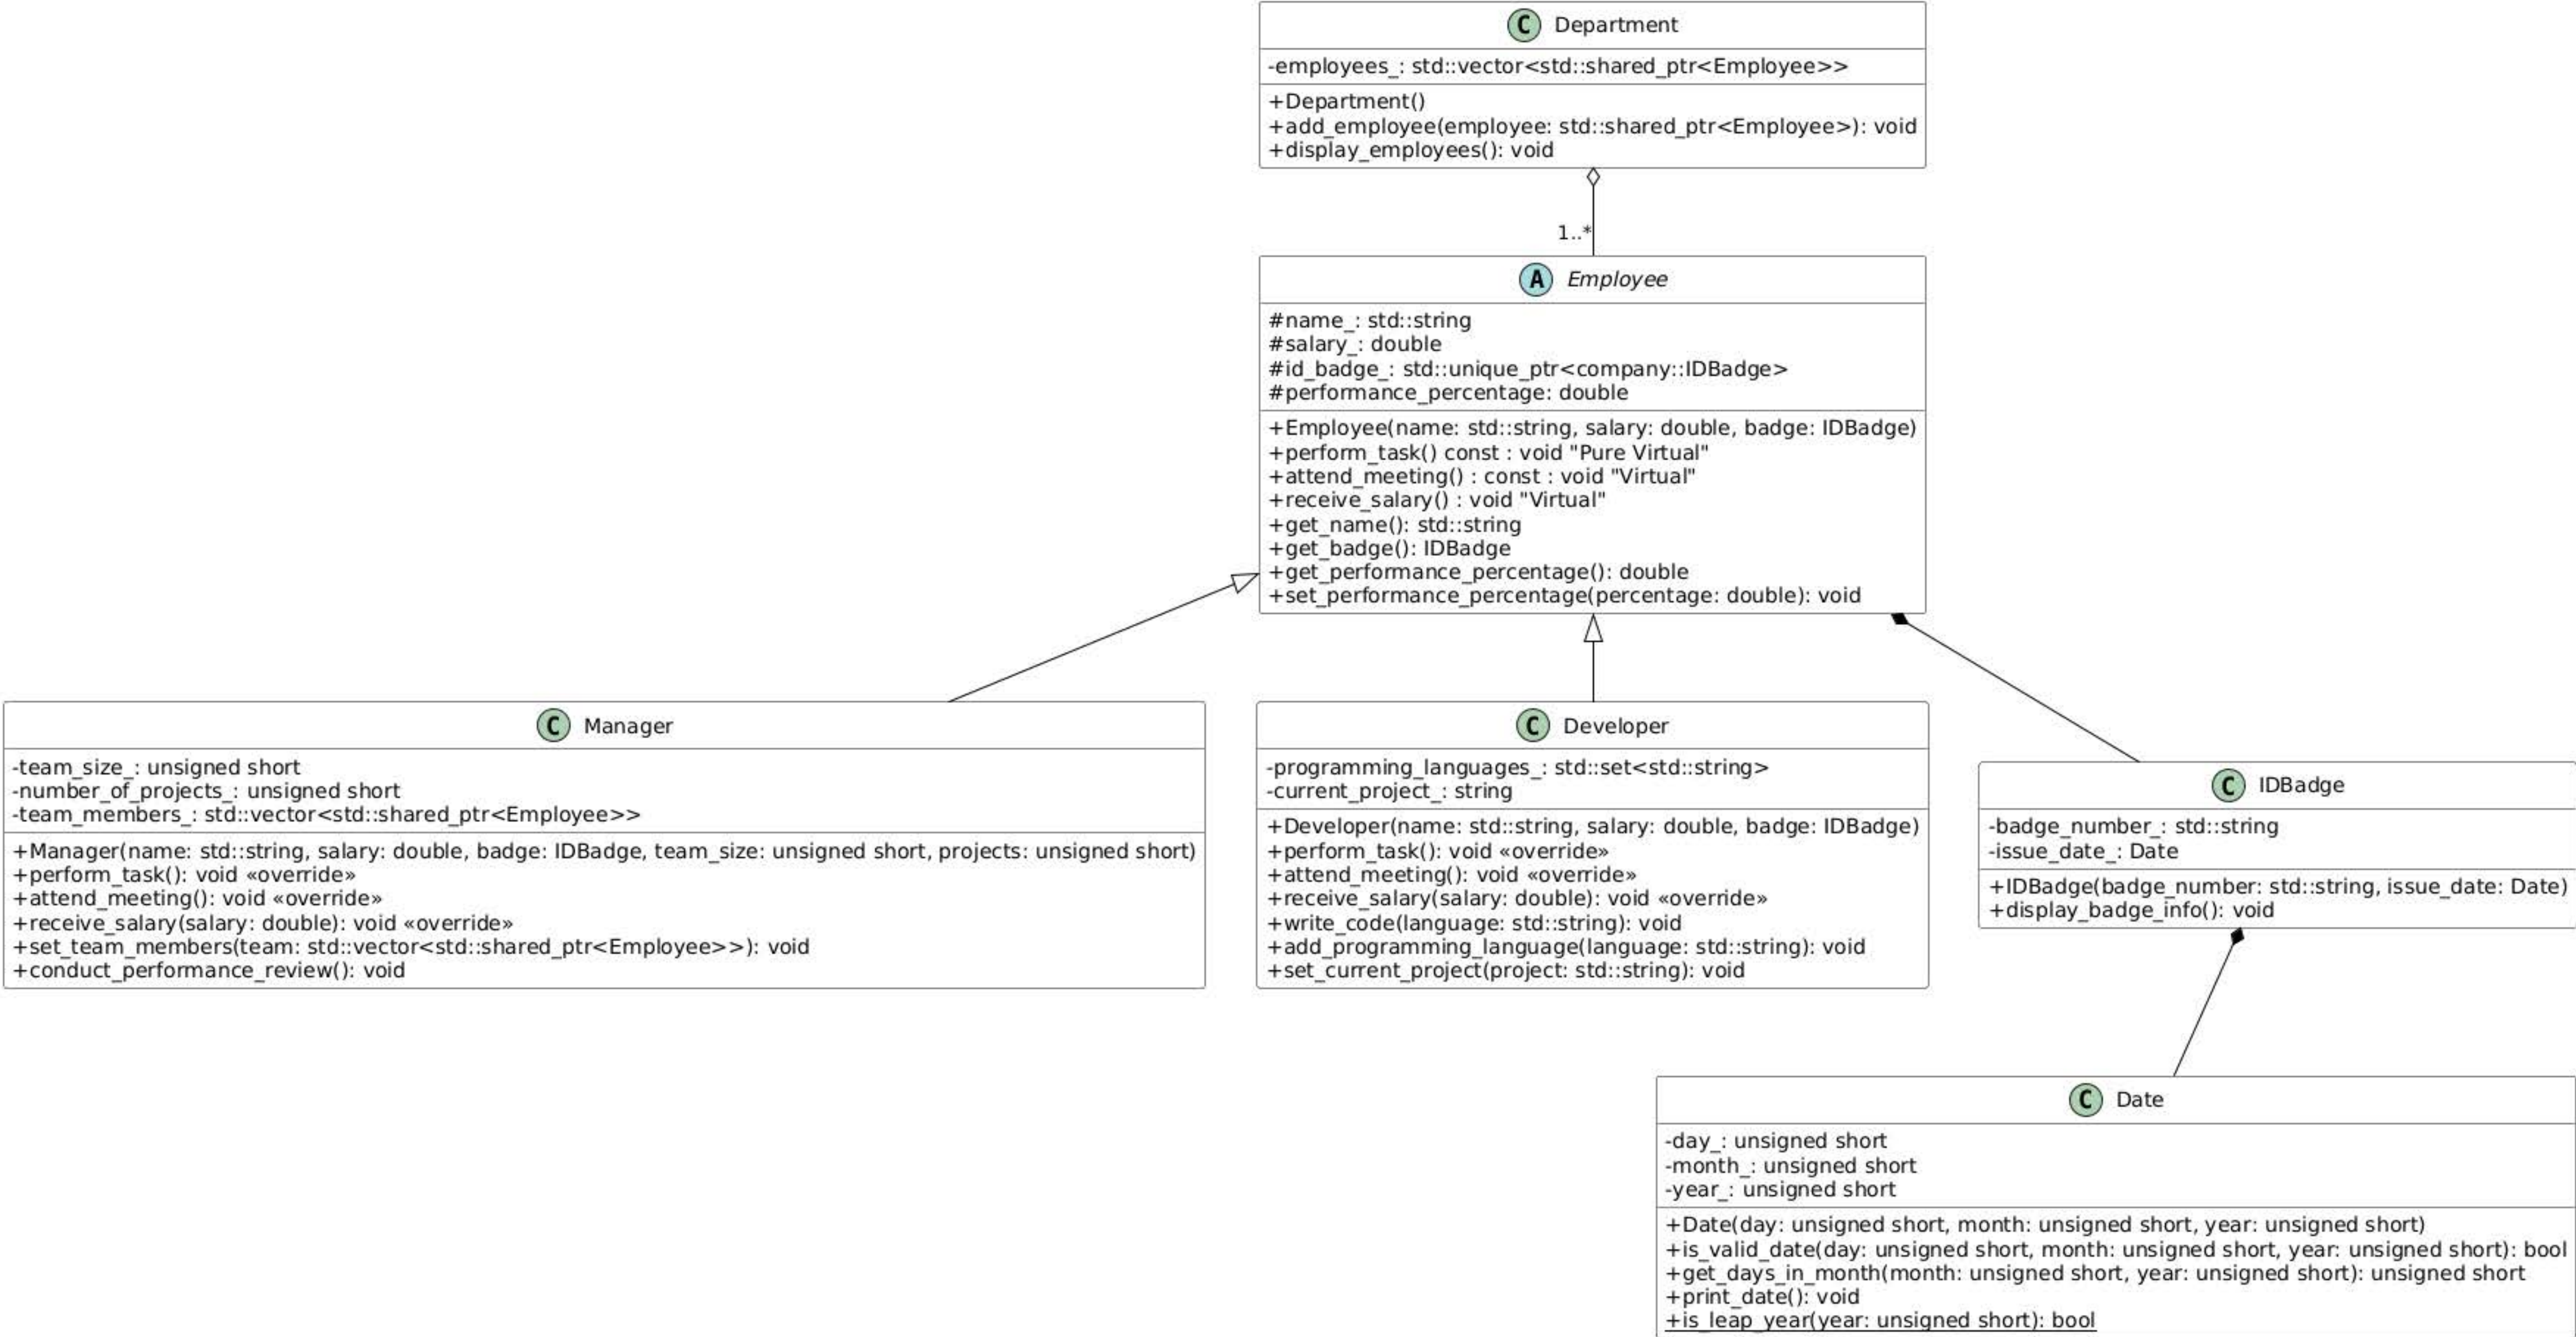 C Department
-employees_: std::vector<std::shared_ptr<Employee>>
+Department()
+add_employee(employee: std::shared_ptr<Employee>): void
+display_employees(): void
1..*
A Employee
#name_: std::string
#salary_: double
#id_badge_: std::unique_ptr<company::IDBadge>
#performance_percentage: double
+Employee(name: std::string, salary: double, badge: IDBadge)
+perform_task() const : void "Pure Virtual"
+attend_meeting() : const : void "Virtual"
+receive_salary() : void "Virtual"
+get_name(): std::string
+get_badge(): IDBadge
+get_performance_percentage(): double
+set_performance_percentage(percentage: double): void
C Manager
-team_size_: unsigned short
-number_of_projects_: unsigned short
-team_members_: std::vector<std::shared_ptr<Employee>>
+Manager(name: std::string, salary: double, badge: IDBadge, team_size: unsigned short, projects: unsigned short)
+perform_task(): void «override»
+attend_meeting(): void «override»
+receive_salary(salary: double): void «override»
+set_team_members(team: std::vector<std::shared_ptr<Employee>>): void
+conduct_performance_review(): void
C Developer
-programming_languages_: std::set<std::string>
-current_project_: string
+Developer(name: std::string, salary: double, badge: IDBadge)
+perform_task(): void «override»
+attend_meeting(): void «override»
+receive_salary(salary: double): void «override»
+write_code(language: std::string): void
+add_programming_language(language: std::string): void
+set_current_project(project: std::string): void
C IDBadge
-badge_number_: std::string
-issue_date_: Date
+IDBadge(badge_number: std::string, issue_date: Date)
+display_badge_info(): void
C Date
-day_: unsigned short
-month_: unsigned short
-year_: unsigned short
+Date(day: unsigned short, month: unsigned short, year: unsigned short)
+is_valid_date(day: unsigned short, month: unsigned short, year: unsigned short): bool
+get_days_in_month(month: unsigned short, year: unsigned short): unsigned short
+print_date(): void
+is_leap_year(year: unsigned short): bool